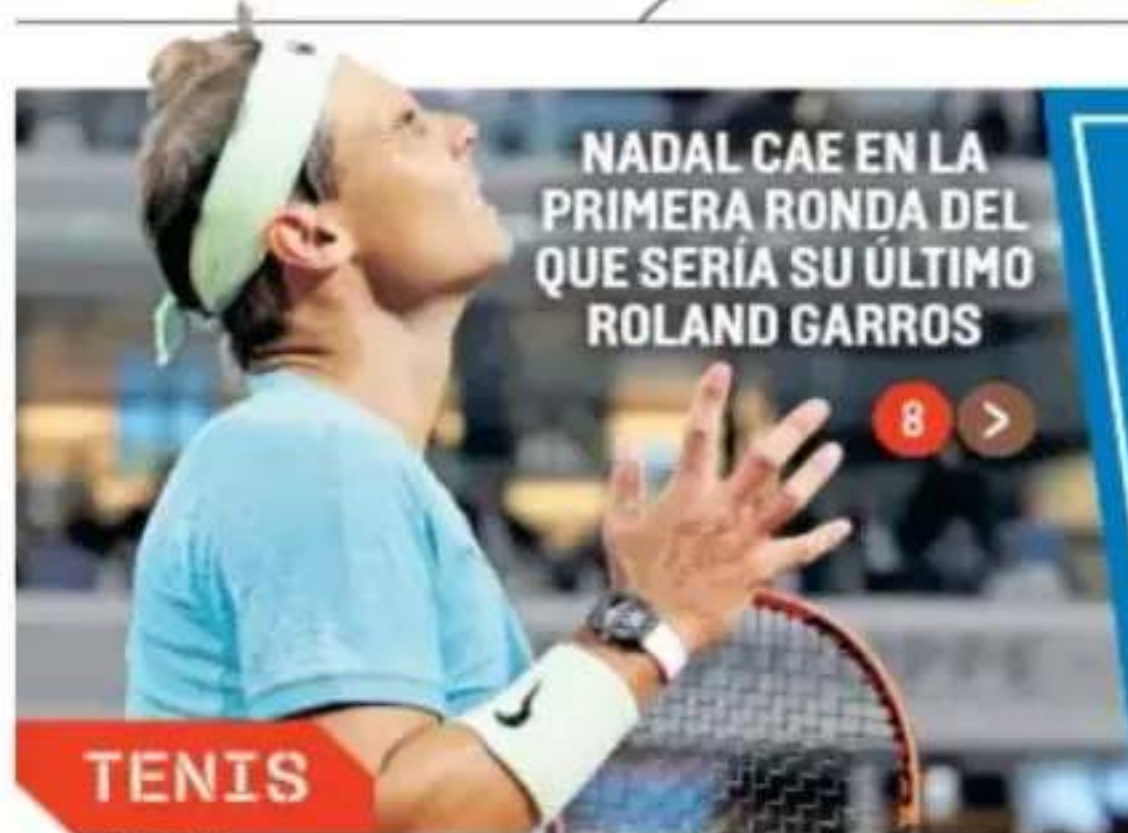 NADAL CAE EN LA
PRIMERA RONDA DEL
QUE SERÍA SU ÚLTIMO
ROLAND GARROS
8 >
TENIS